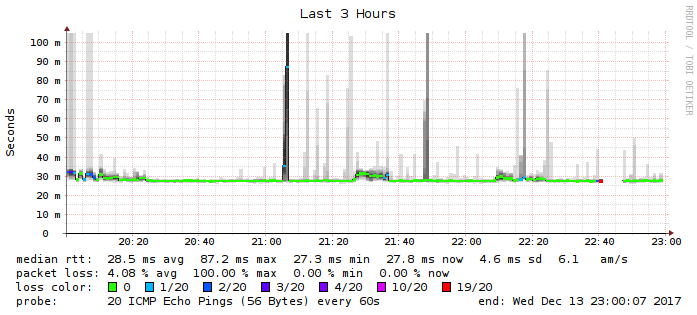 Last 3 Hours
RRDTOOL / TOBI OETIKER
Seconds
100 m
90 m
80 m
70 m
60 m
50 m
40 m
30 m
20 m
10 m
0
20:20 20:40 21:00 21:20 21:40 22:00 22:20 22:40 23:00
median rtt: 28.5 ms avg 87.2 ms max 27.3 ms min 27.8 ms now 4.6 ms sd 6.1 am/s
packet loss: 4.08 % avg 100.00 % max 0.00 % min 0.00 % now
loss color: 0 1/20 2/20 3/20 4/20 10/20 19/20
probe: 20 ICMP Echo Pings (56 Bytes) every 60s end: Wed Dec 13 23:00:07 2017